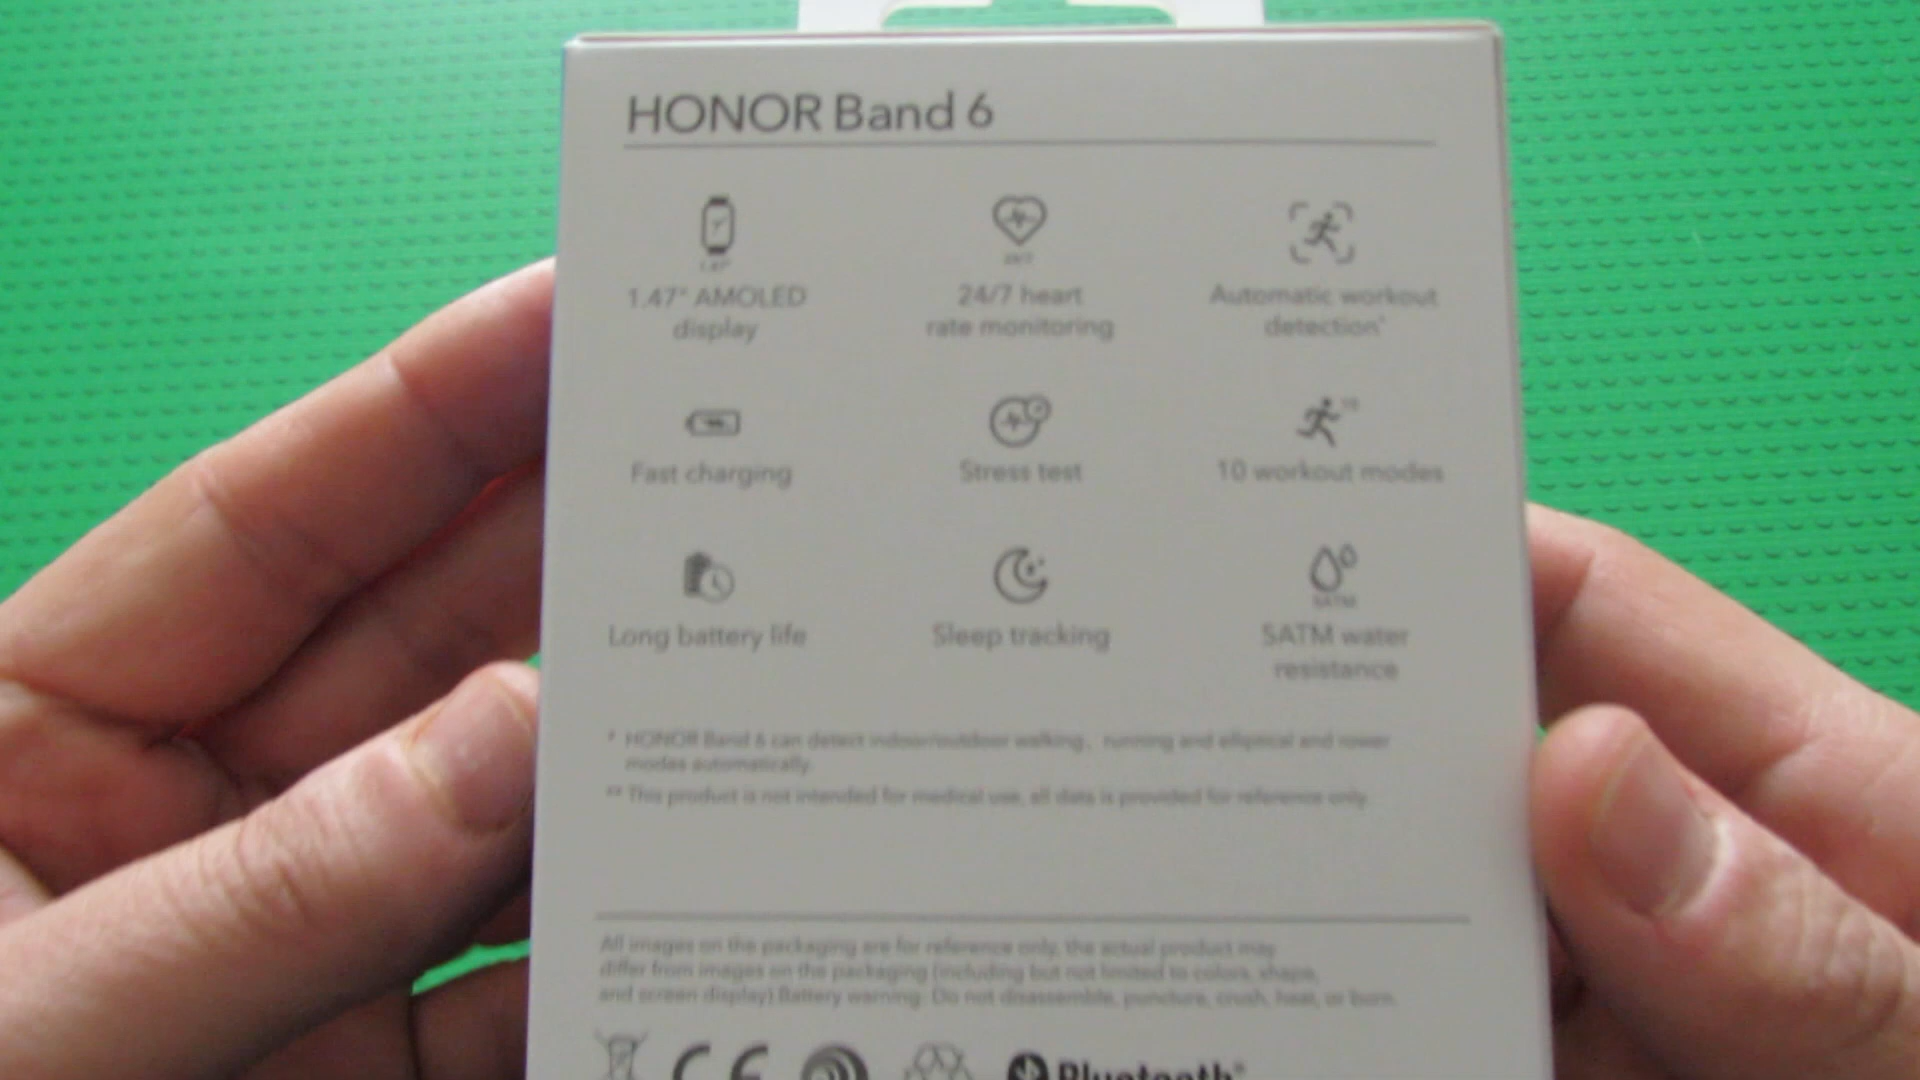 HONOR Band 6
1.47" AMOLED
display
24/7 heart
rate monitoring
Automatic workout
detection*
Fast charging
Stress test
10 workout modes
Long battery life
Sleep tracking
5ATM water
resistance
* HONOR Band 6 can detect indoor/outdoor walking, running and elliptical and rower
modes automatically.
** This product is not intended for medical use, all data is provided for reference only.
All images on the packaging are for reference only, the actual product may
differ from images on the packaging (including but not limited to colors, shape,
and screen display).Battery warning: Do not disassemble, puncture, crush, heat, or burn.
CE
Bluetooth®